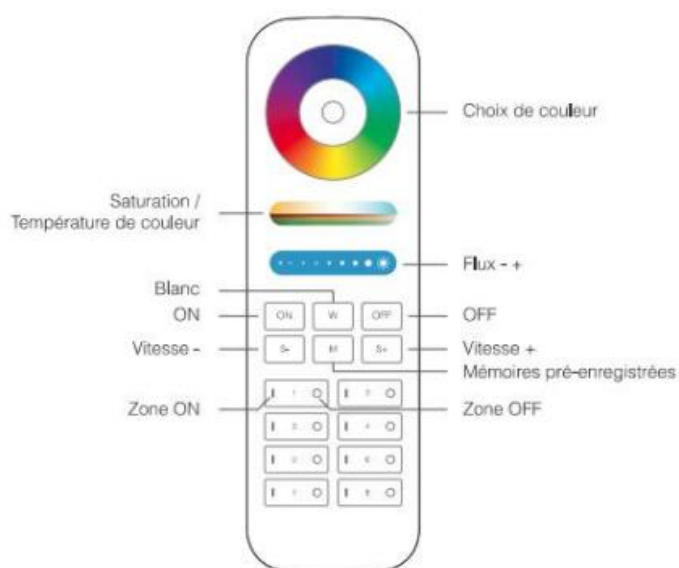 Choix de couleur
Saturation /
Température de couleur
Flux - +
Blanc
ON
ON W OFF
OFF
Vitesse -
S- M S+
Vitesse +
Mémoires pré-enregistrées
Zone ON
I 1 O
Zone OFF